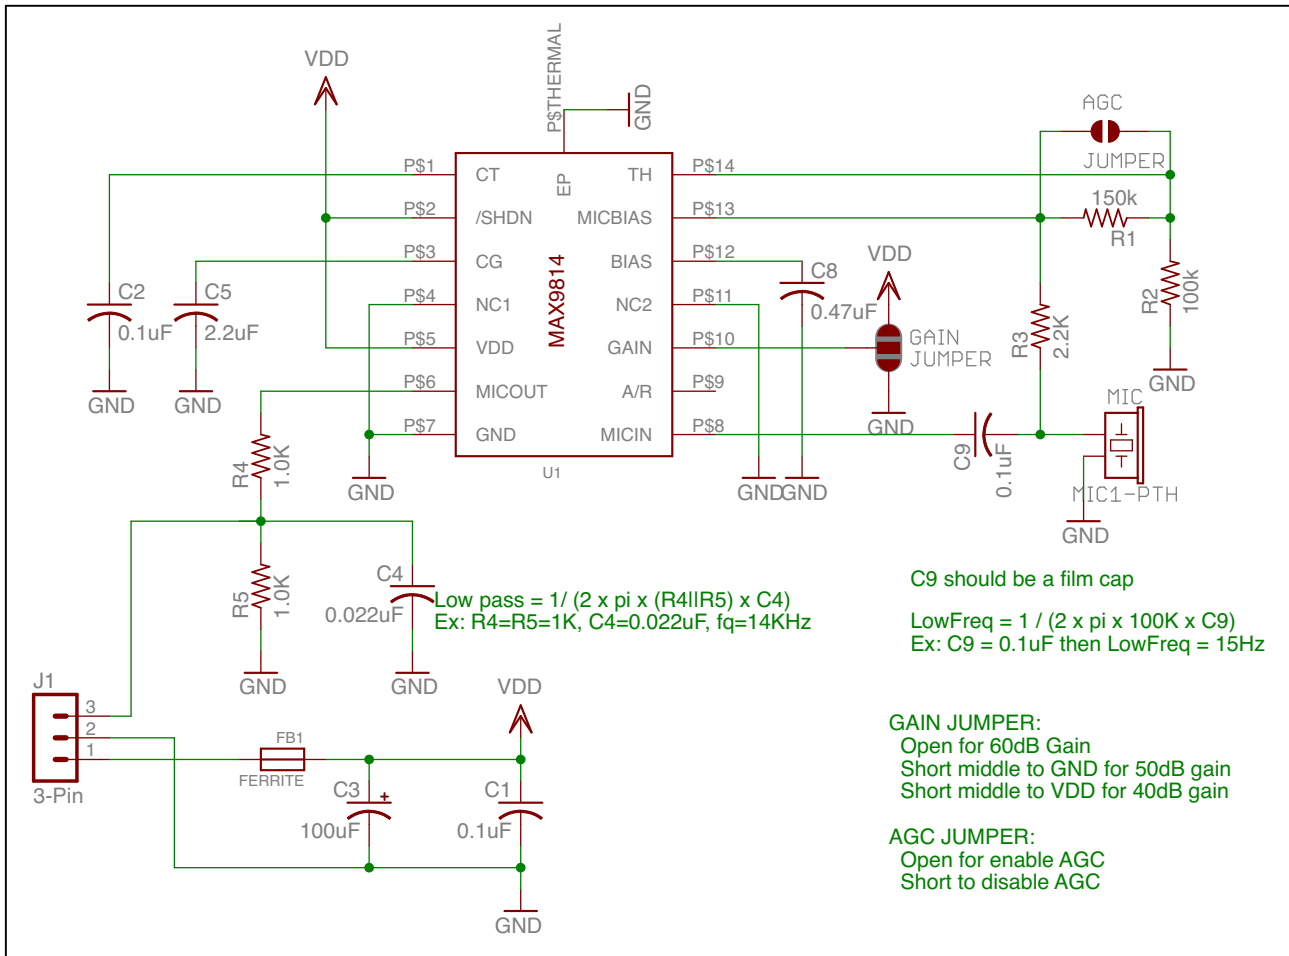 VDD
P$THERMAL
GND
AGC
JUMPER
P$1
CT
EP
TH
P$14
P$2
/SHDN
MICBIAS
P$13
150k
R1
P$3
CG
BIAS
P$12
C8
0.47uF
VDD
R2
100k
C2
0.1uF
C5
2.2uF
P$4
NC1
MAX9814
NC2
P$11
R3
2.2K
P$5
VDD
GAIN
P$10
GAIN
JUMPER
GND
GND
GND
P$6
MICOUT
A/R
P$9
GND
MIC
P$7
GND
MICIN
P$8
C9
0.1uF
R4
1.0K
U1
GND
GND
GND
MIC1-PTH
GND
R5
1.0K
C4
0.022uF
Low pass = 1/ (2 x pi x (R4||R5) x C4)
Ex: R4=R5=1K, C4=0.022uF, fq=14KHz
C9 should be a film cap
LowFreq = 1 / (2 x pi x 100K x C9)
Ex: C9 = 0.1uF then LowFreq = 15Hz
GND
GND
J1
3
2
1
3-Pin
VDD
FB1
FERRITE
C3
+
100uF
C1
0.1uF
GND
GAIN JUMPER:
Open for 60dB Gain
Short middle to GND for 50dB gain
Short middle to VDD for 40dB gain
AGC JUMPER:
Open for enable AGC
Short to disable AGC